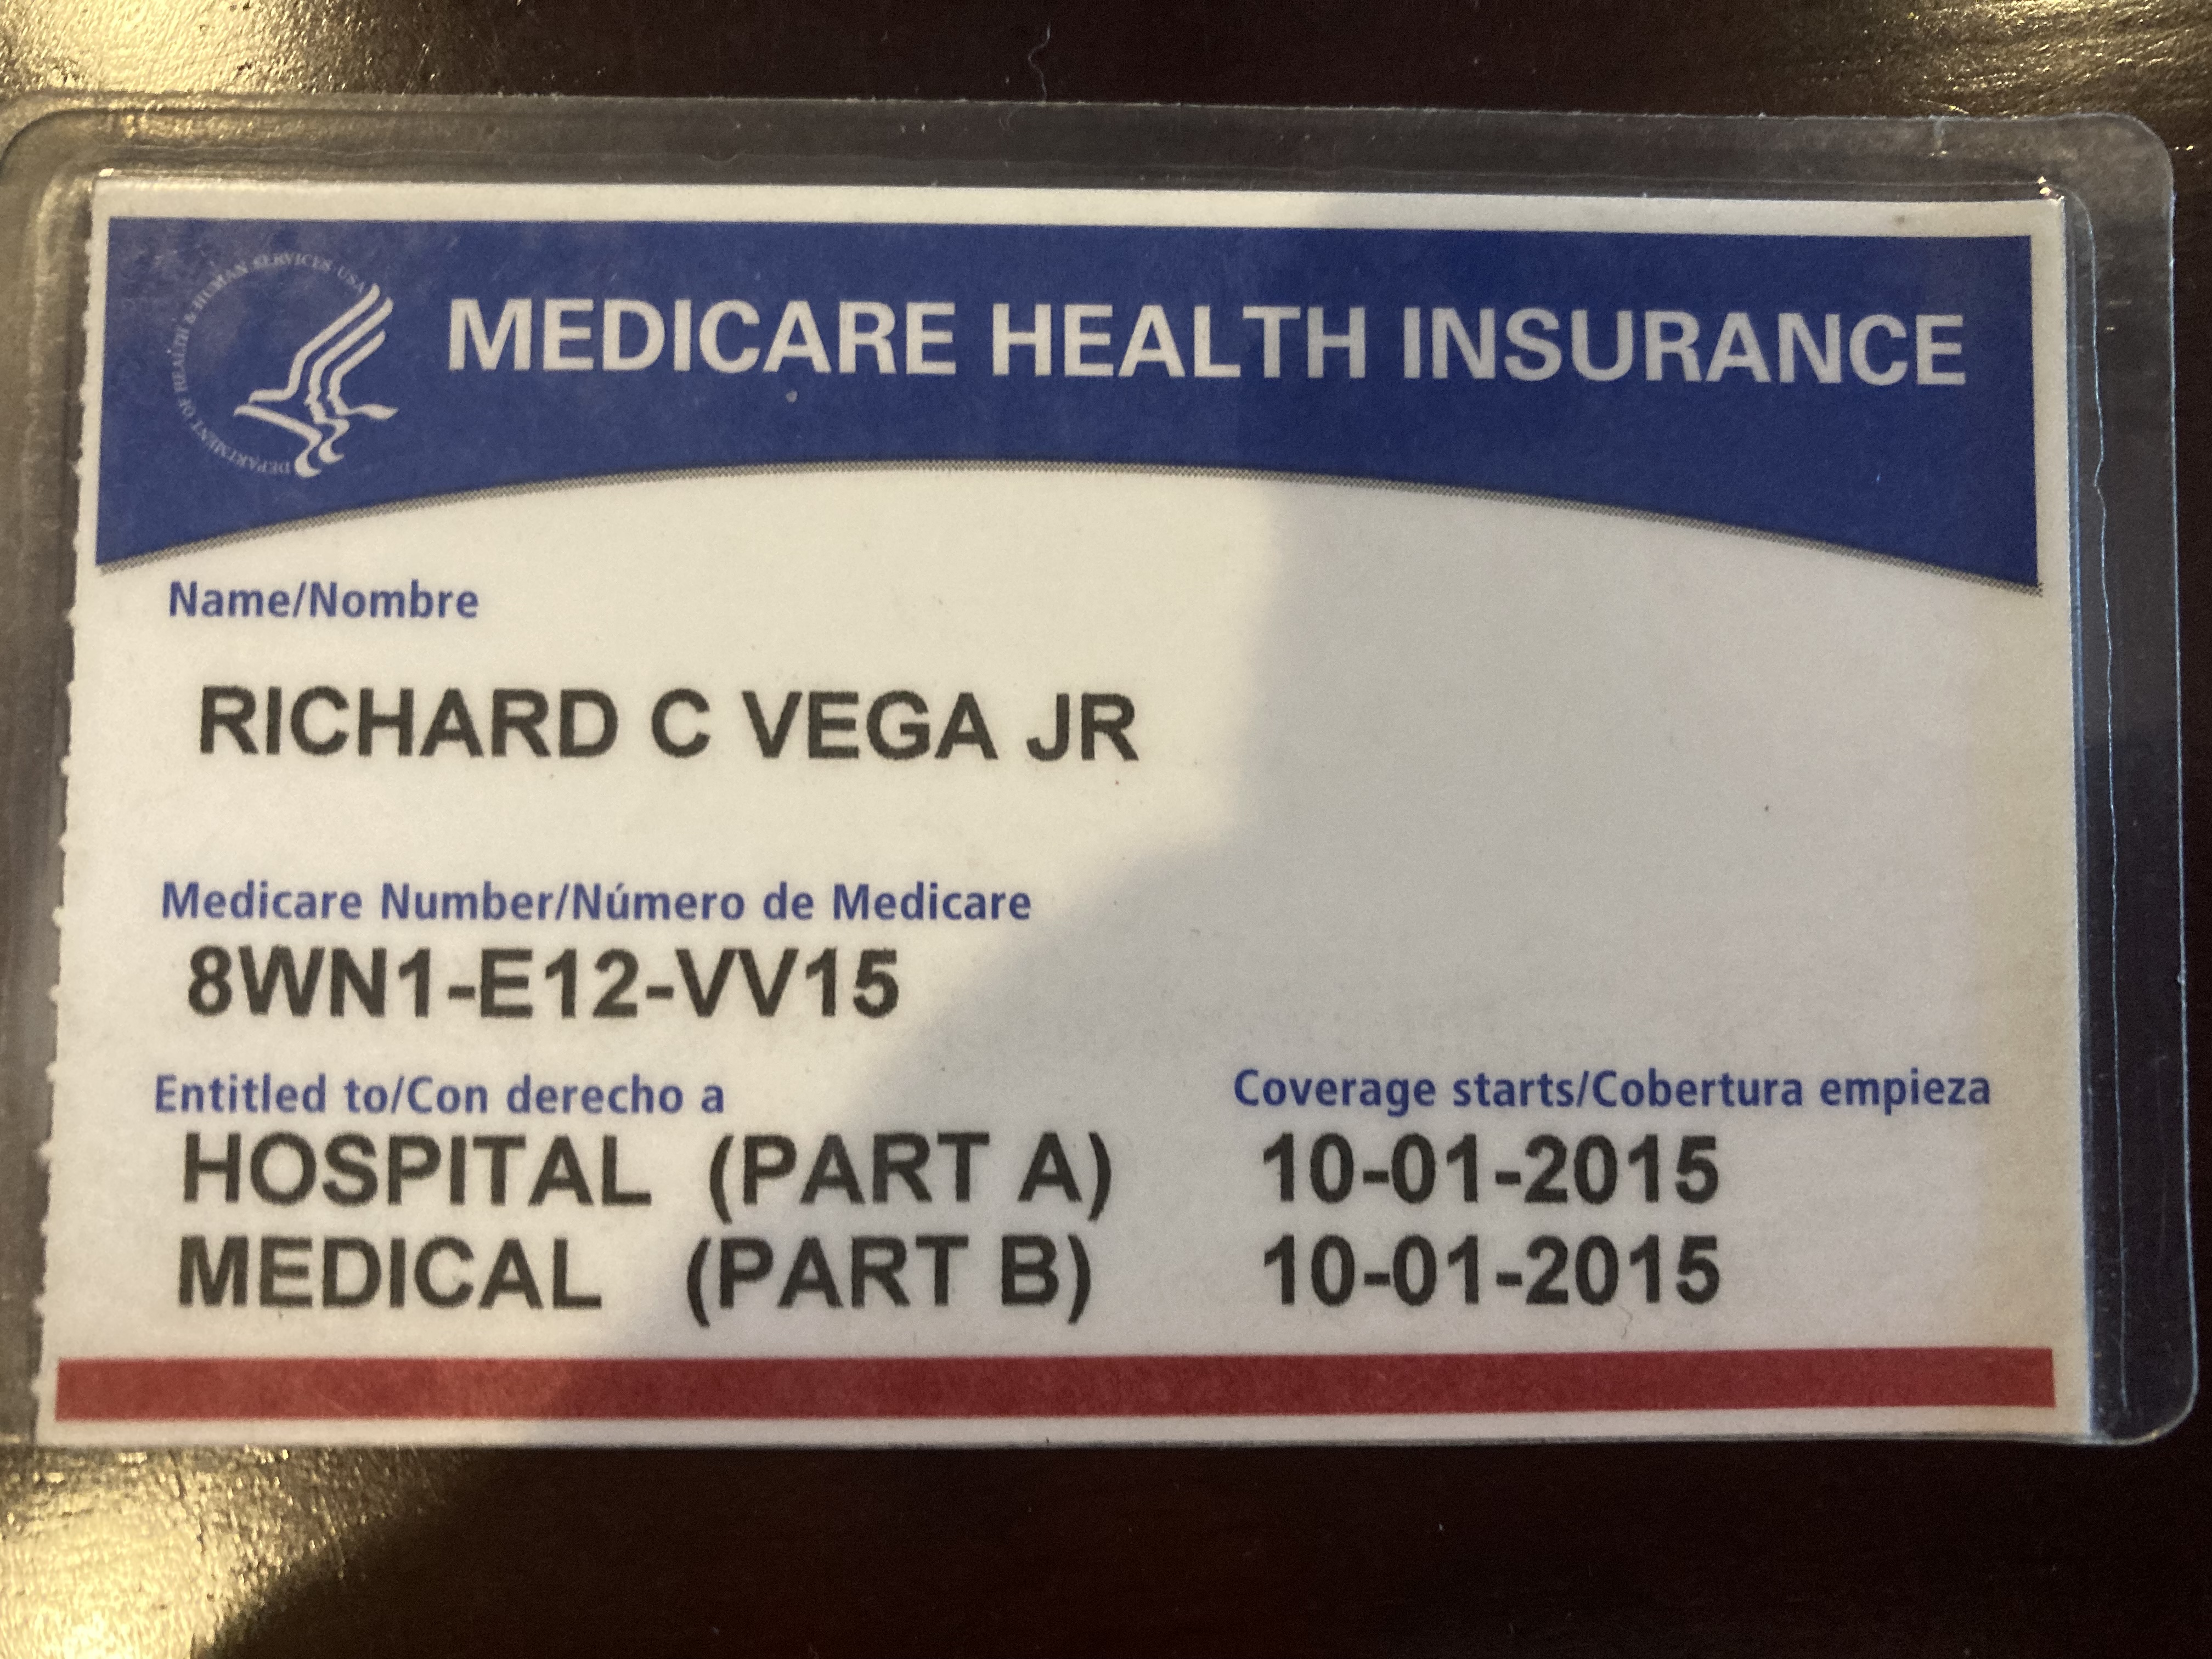 DEPARTMENT OF HEALTH & HUMAN SERVICES · USA
MEDICARE HEALTH INSURANCE
Name/Nombre
RICHARD C VEGA JR
Medicare Number/Número de Medicare
8WN1-E12-VV15
Entitled to/Con derecho a
Coverage starts/Cobertura empieza
HOSPITAL (PART A) 10-01-2015
MEDICAL (PART B) 10-01-2015